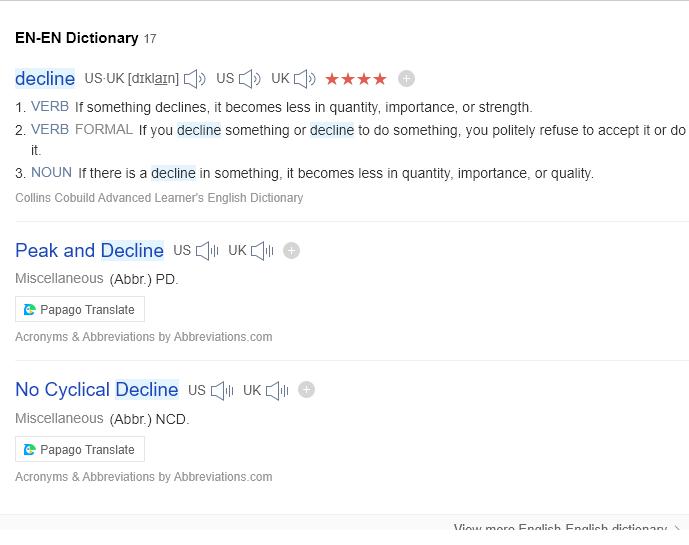 EN-EN Dictionary 17
decline US·UK [dɪklaɪn] US UK ★★★★
1. VERB If something declines, it becomes less in quantity, importance, or strength.
2. VERB FORMAL If you decline something or decline to do something, you politely refuse to accept it or do
it.
3. NOUN If there is a decline in something, it becomes less in quantity, importance, or quality.
Collins Cobuild Advanced Learner's English Dictionary
Peak and Decline US UK
Miscellaneous (Abbr.) PD.
Papago Translate
Acronyms & Abbreviations by Abbreviations.com
No Cyclical Decline US UK
Miscellaneous (Abbr.) NCD.
Papago Translate
Acronyms & Abbreviations by Abbreviations.com
View more English-English dictionary >